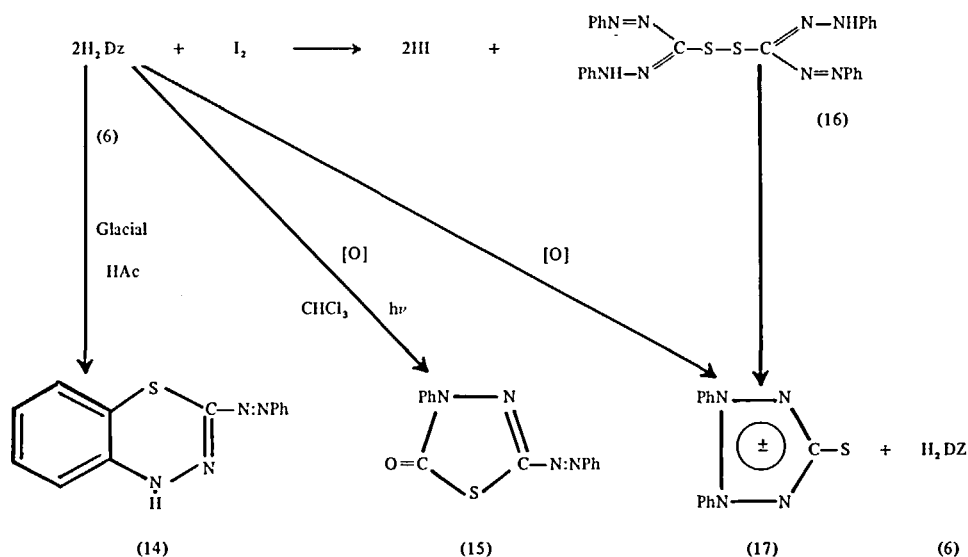 2H₂Dz + I₂ ⟶ 2HI +
PhN=N
PhNH-N
C-S-S-C
N-NHPh
N=NPh
(16)
(6)
Glacial
HAc
[O]
CHCl₃ hν
[O]
S
C-N:NPh
N
N
H
(14)
PhN
N
O=C
C-N:NPh
S
(15)
PhN
N
±
C-S
PhN
N
(17)
+ H₂DZ
(6)